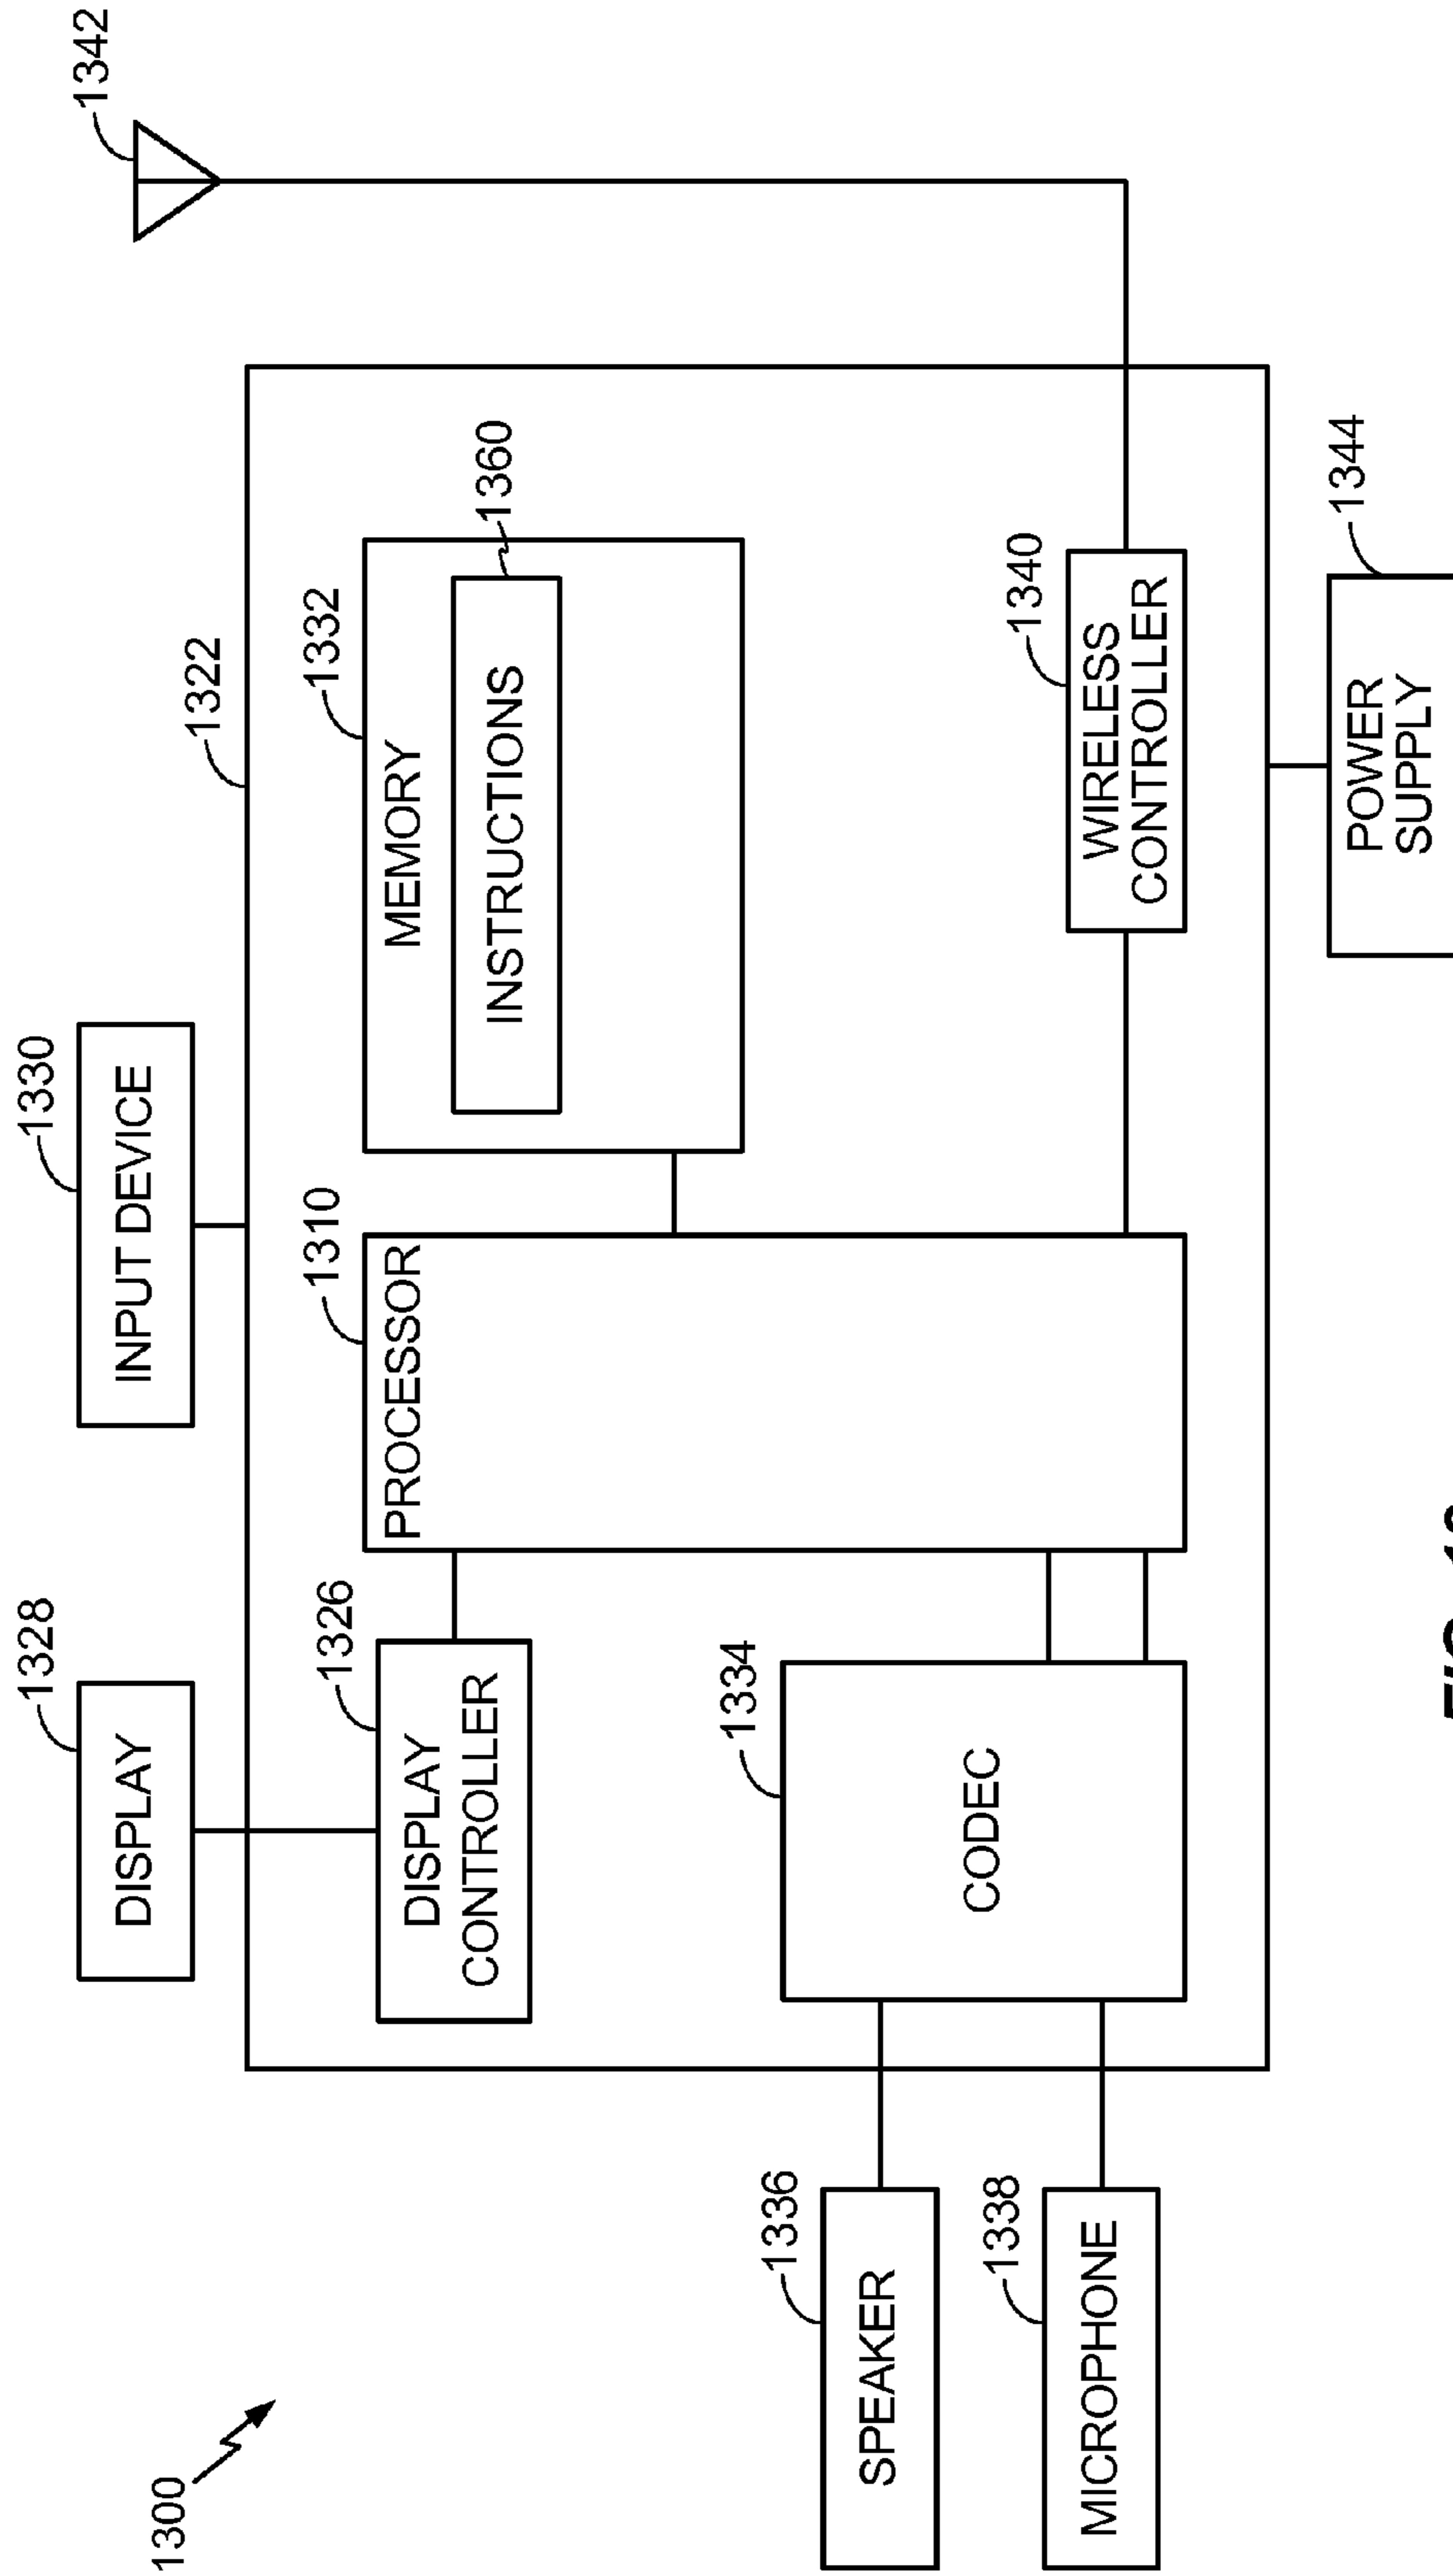 1300
1328
DISPLAY
1330
INPUT DEVICE
1342
1322
1326
DISPLAY
CONTROLLER
1310
PROCESSOR
1332
MEMORY
1360
INSTRUCTIONS
1334
CODEC
1336
SPEAKER
1338
MICROPHONE
1340
WIRELESS
CONTROLLER
1344
POWER
SUPPLY